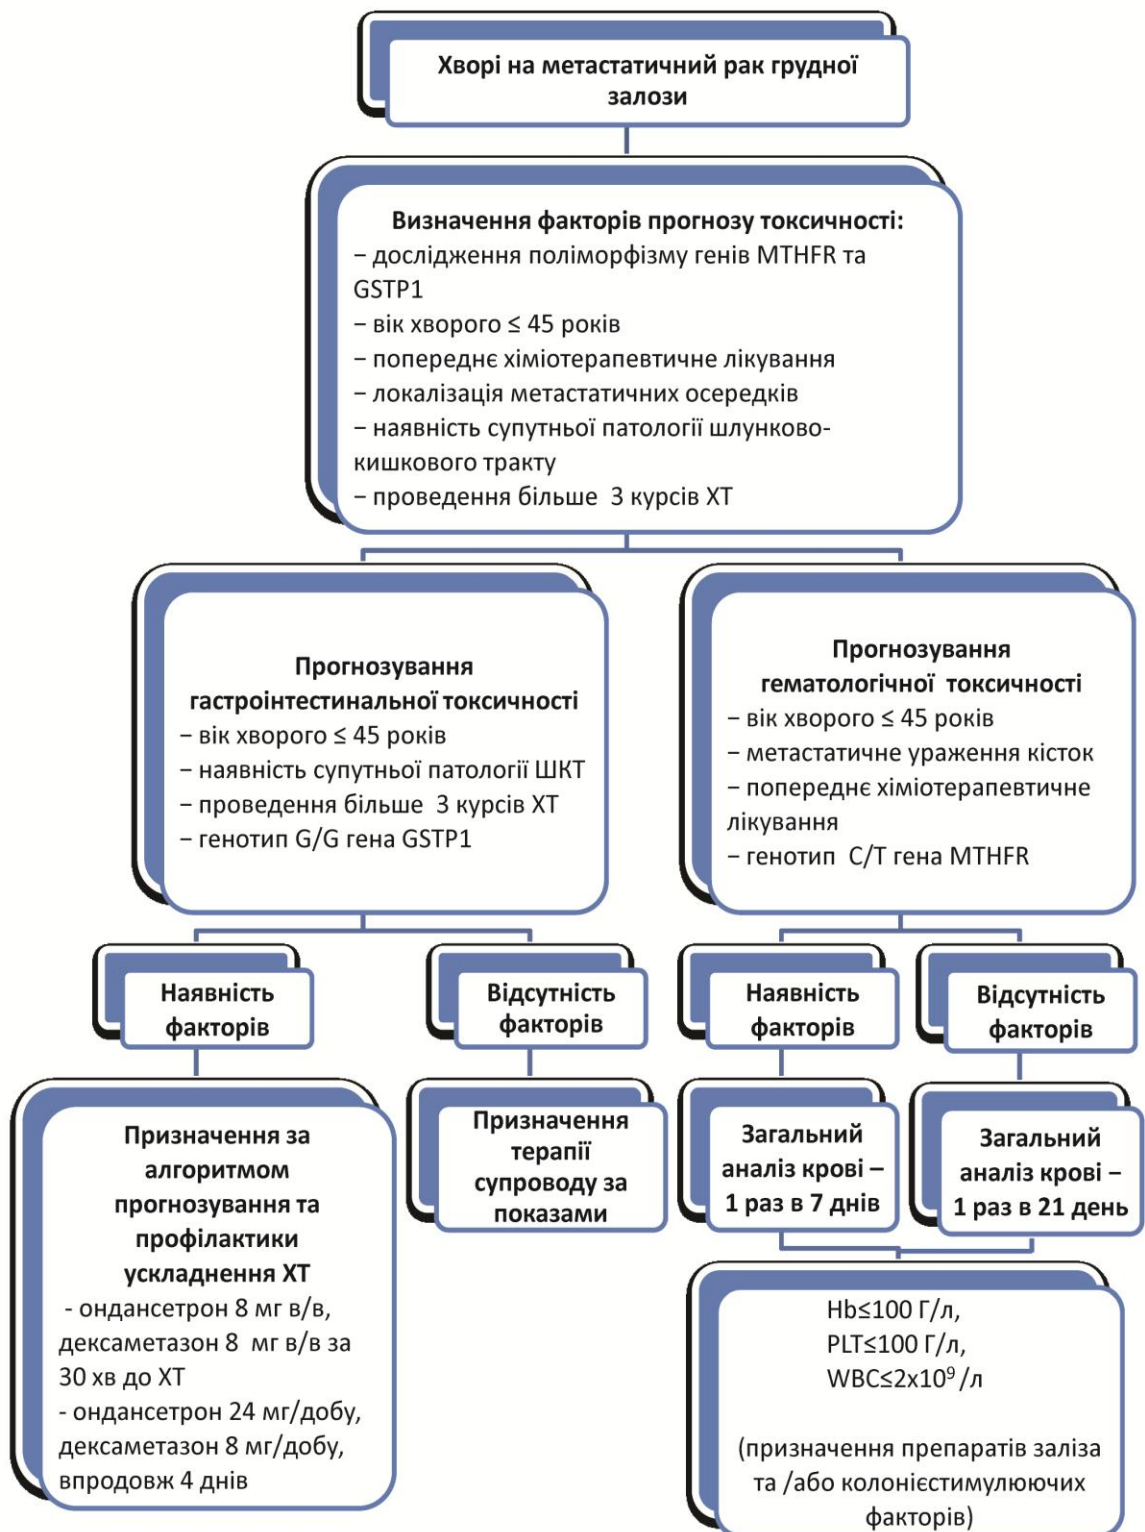 Хворі на метастатичний рак грудної
залози
Визначення факторів прогнозу токсичності:
– дослідження поліморфізму генів MTHFR та
GSTP1
– вік хворого ≤ 45 років
– попереднє хіміотерапевтичне лікування
– локалізація метастатичних осередків
– наявність супутньої патології шлунково-
кишкового тракту
– проведення більше 3 курсів ХТ
Прогнозування
гастроінтестинальної токсичності
– вік хворого ≤ 45 років
– наявність супутньої патології ШКТ
– проведення більше 3 курсів ХТ
– генотип G/G гена GSTP1
Прогнозування
гематологічної токсичності
– вік хворого ≤ 45 років
– метастатичне ураження кісток
– попереднє хіміотерапевтичне
лікування
– генотип С/Т гена MTHFR
Наявність
факторів
Відсутність
факторів
Наявність
факторів
Відсутність
факторів
Призначення за
алгоритмом
прогнозування та
профілактики
ускладнення ХТ
- ондансетрон 8 мг в/в,
дексаметазон 8 мг в/в за
30 хв до ХТ
- ондансетрон 24 мг/добу,
дексаметазон 8 мг/добу,
впродовж 4 днів
Призначення
терапії
супроводу за
показами
Загальний
аналіз крові –
1 раз в 7 днів
Загальний
аналіз крові –
1 раз в 21 день
Hb≤100 Г/л,
PLT≤100 Г/л,
WBC≤2x10⁹/л
(призначення препаратів заліза
та /або колонієстимулюючих
факторів)